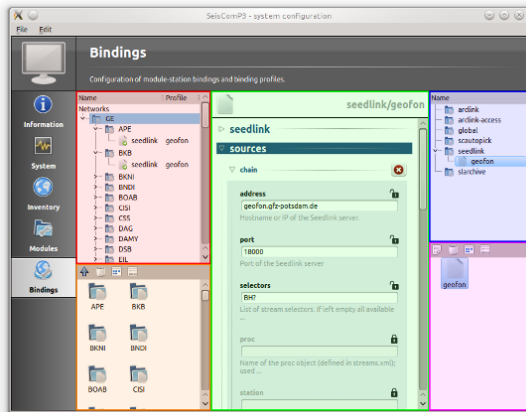 SeisComP3 - system configuration
File Edit
Bindings
Configuration of module-station bindings and binding profiles.
Information
System
Inventory
Modules
Bindings
Name Profile
Networks
GE
APE
seedlink geofon
BKB
seedlink geofon
BKNI
BNDI
BOAB
CISI
CSS
DAG
DAMY
DSB
EIL
APE BKB
BKNI BNDI
BOAB CISI
seedlink/geofon
seedlink
sources
chain
address
geofon.gfz-potsdam.de
Hostname or IP of the Seedlink server.
port
18000
Port of the Seedlink server
selectors
BH?
List of stream selectors. If left empty all available
...
proc
Name of the proc object (defined in streams.xml);
used ...
station
Name
arclink
arclink-access
global
scautopick
seedlink
geofon
slarchive
geofon